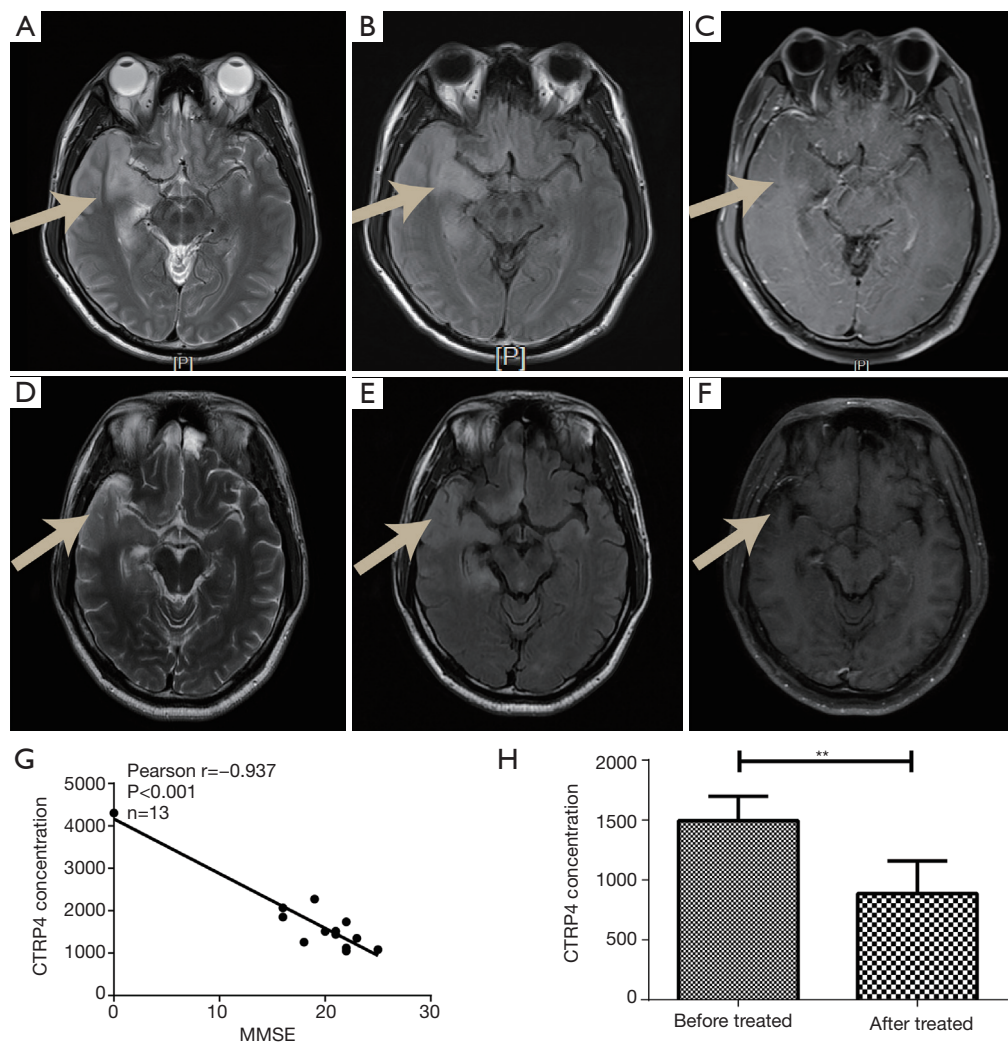 A
B
C
[P]
[P]
[P]
D
E
F
G
Pearson r=−0.937
P<0.001
n=13
CTRP4 concentration
5000
4000
3000
2000
1000
0
0
10
20
30
MMSE
H
**
CTRP4 concentration
2000
1500
1000
500
0
Before treated
After treated